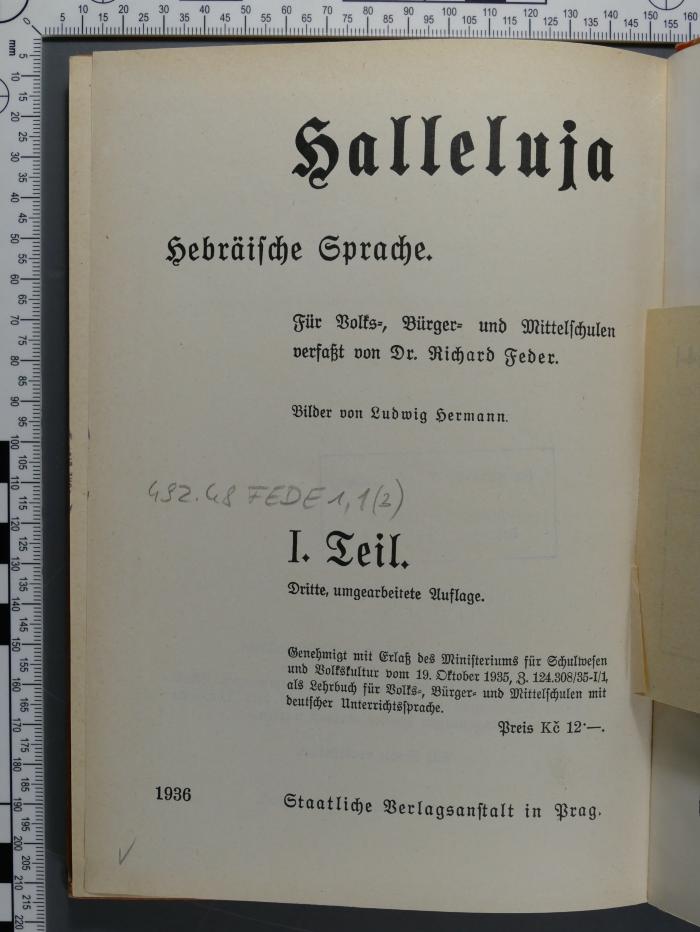 Halleluja
Hebräiſche Sprache.
Für Volks-, Bürger- und Mittelſchulen
verfaßt von Dr. Richard Feder.
Bilder von Ludwig Hermann.
492.48 FEDE 1,1(3)
I. Teil.
Dritte, umgearbeitete Auflage.
Genehmigt mit Erlaß des Miniſteriums für Schulweſen
und Volkskultur vom 19. Oktober 1935, Z. 124.308/35-I/1,
als Lehrbuch für Volks-, Bürger- und Mittelſchulen mit
deutſcher Unterrichtsſprache.
Preis Kč 12·—.
1936
Staatliche Verlagsanſtalt in Prag.